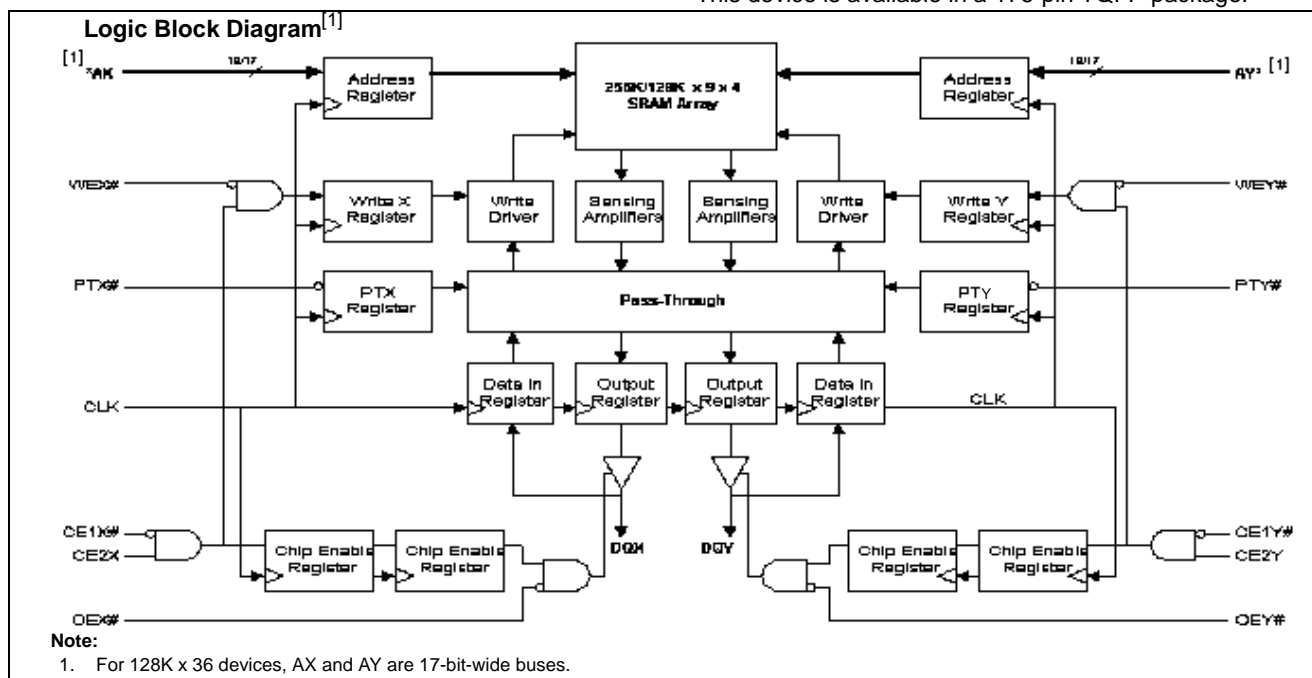 This device is available in a 176-pin TQFP package.
Logic Block Diagram[1]
[1]
18/17
Address
Register
256K/128K x 9 x 4
SRAM Array
Address
Register
18/17
[1]
WEX#
Write X
Register
Write
Driver
Sensing
Amplifiers
Sensing
Amplifiers
Write
Driver
Write Y
Register
WEY#
PTX#
PTX
Register
Pass-Through
PTY
Register
PTY#
CLK
Data In
Register
Output
Register
Output
Register
Data In
Register
CLK
CE1X#
CE2X
Chip Enable
Register
Chip Enable
Register
DQX
DQY
Chip Enable
Register
Chip Enable
Register
CE1Y#
CE2Y
OEX#
OEY#
Note:
1. For 128K x 36 devices, AX and AY are 17-bit-wide buses.